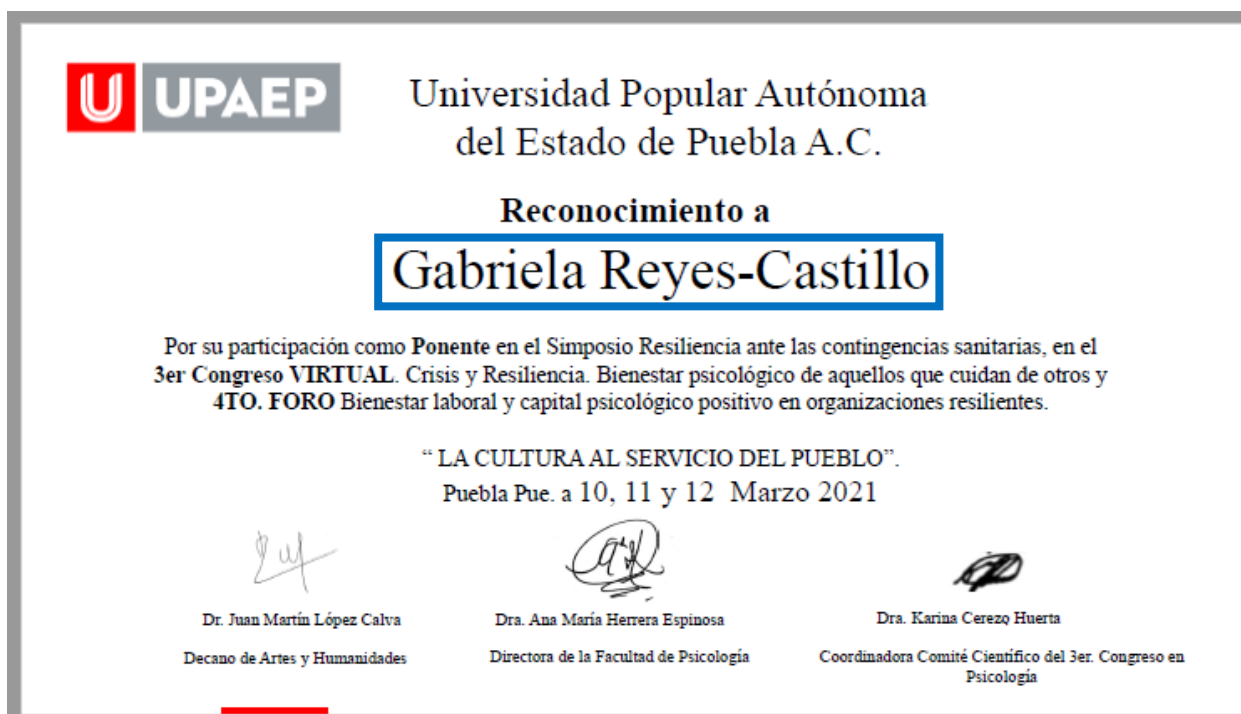 U UPAEP
Universidad Popular Autónoma
del Estado de Puebla A.C.
Reconocimiento a
Gabriela Reyes-Castillo
Por su participación como Ponente en el Simposio Resiliencia ante las contingencias sanitarias, en el
3er Congreso VIRTUAL. Crisis y Resiliencia. Bienestar psicológico de aquellos que cuidan de otros y
4TO. FORO Bienestar laboral y capital psicológico positivo en organizaciones resilientes.
“ LA CULTURA AL SERVICIO DEL PUEBLO”.
Puebla Pue. a 10, 11 y 12 Marzo 2021
Dr. Juan Martín López Calva
Decano de Artes y Humanidades
Dra. Ana María Herrera Espinosa
Directora de la Facultad de Psicología
Dra. Karina Cerezo Huerta
Coordinadora Comité Científico del 3er. Congreso en
Psicología